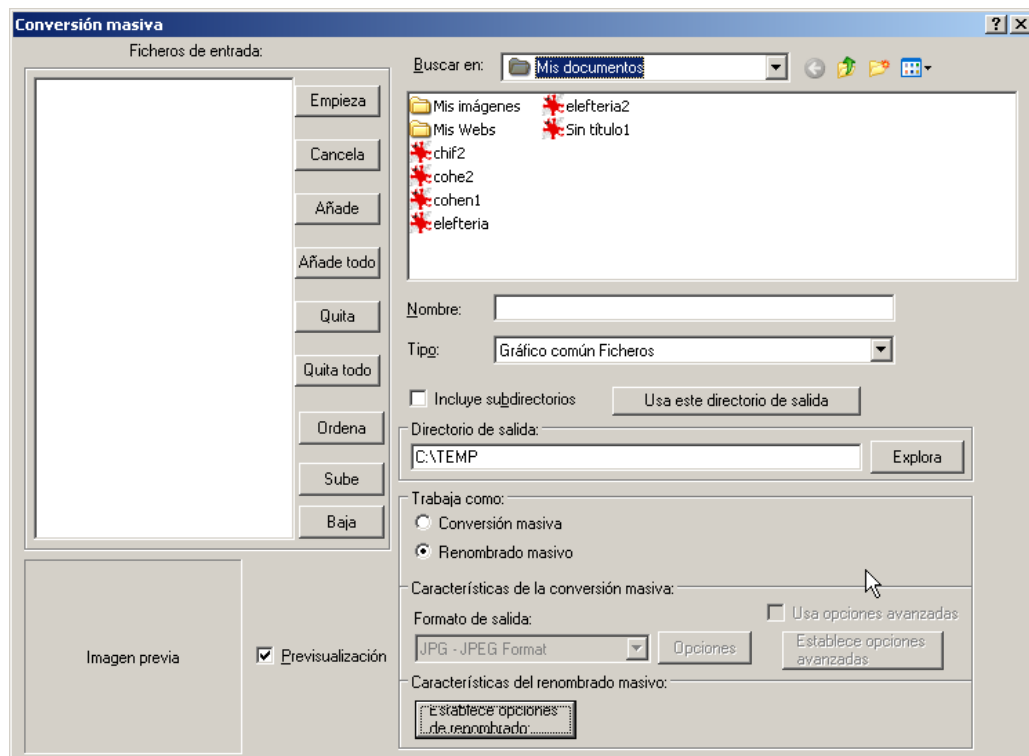 Conversión masiva
Ficheros de entrada:
Empieza
Cancela
Añade
Añade todo
Quita
Quita todo
Ordena
Sube
Baja
Imagen previa
Previsualización
Buscar en:
Mis documentos
Mis imágenes
Mis Webs
chif2
cohe2
cohen1
elefteria
elefteria2
Sin título1
Nombre:
Tipo:
Gráfico común Ficheros
Incluye subdirectorios
Usa este directorio de salida
Directorio de salida:
C:\TEMP
Explora
Trabaja como:
Conversión masiva
Renombrado masivo
Características de la conversión masiva:
Usa opciones avanzadas
Formato de salida:
JPG - JPEG Format
Opciones
Establece opciones
avanzadas
Características del renombrado masivo:
Establece opciones
de renombrado: